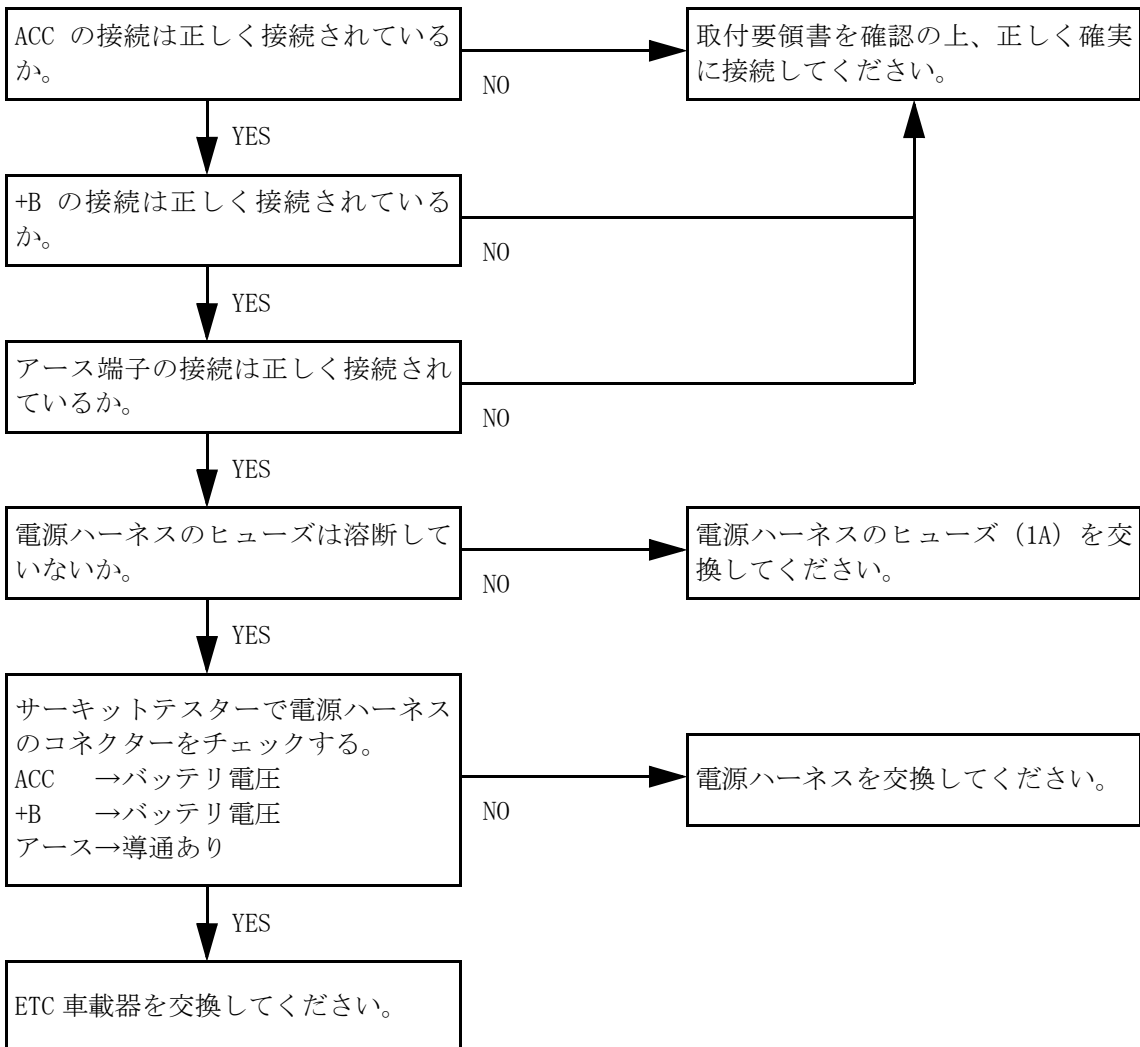 ACC の接続は正しく接続されている
か。
NO
取付要領書を確認の上、正しく確実
に接続してください。
YES
+B の接続は正しく接続されている
か。
NO
YES
アース端子の接続は正しく接続され
ているか。
NO
YES
電源ハーネスのヒューズは溶断して
いないか。
NO
電源ハーネスのヒューズ（1A）を交
換してください。
YES
サーキットテスターで電源ハーネス
のコネクターをチェックする。
ACC →バッテリ電圧
+B →バッテリ電圧
アース→導通あり
NO
電源ハーネスを交換してください。
YES
ETC 車載器を交換してください。